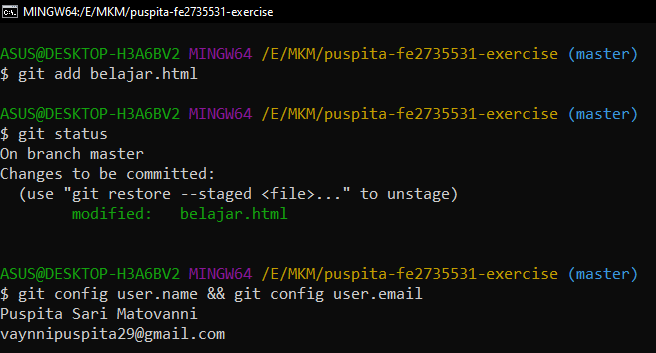 MINGW64:/E/MKM/puspita-fe2735531-exercise
ASUS@DESKTOP-H3A6BV2 MINGW64 /E/MKM/puspita-fe2735531-exercise (master)
$ git add belajar.html
ASUS@DESKTOP-H3A6BV2 MINGW64 /E/MKM/puspita-fe2735531-exercise (master)
$ git status
On branch master
Changes to be committed:
  (use "git restore --staged <file>..." to unstage)
        modified:   belajar.html
ASUS@DESKTOP-H3A6BV2 MINGW64 /E/MKM/puspita-fe2735531-exercise (master)
$ git config user.name && git config user.email
Puspita Sari Matovanni
vaynnipuspita29@gmail.com